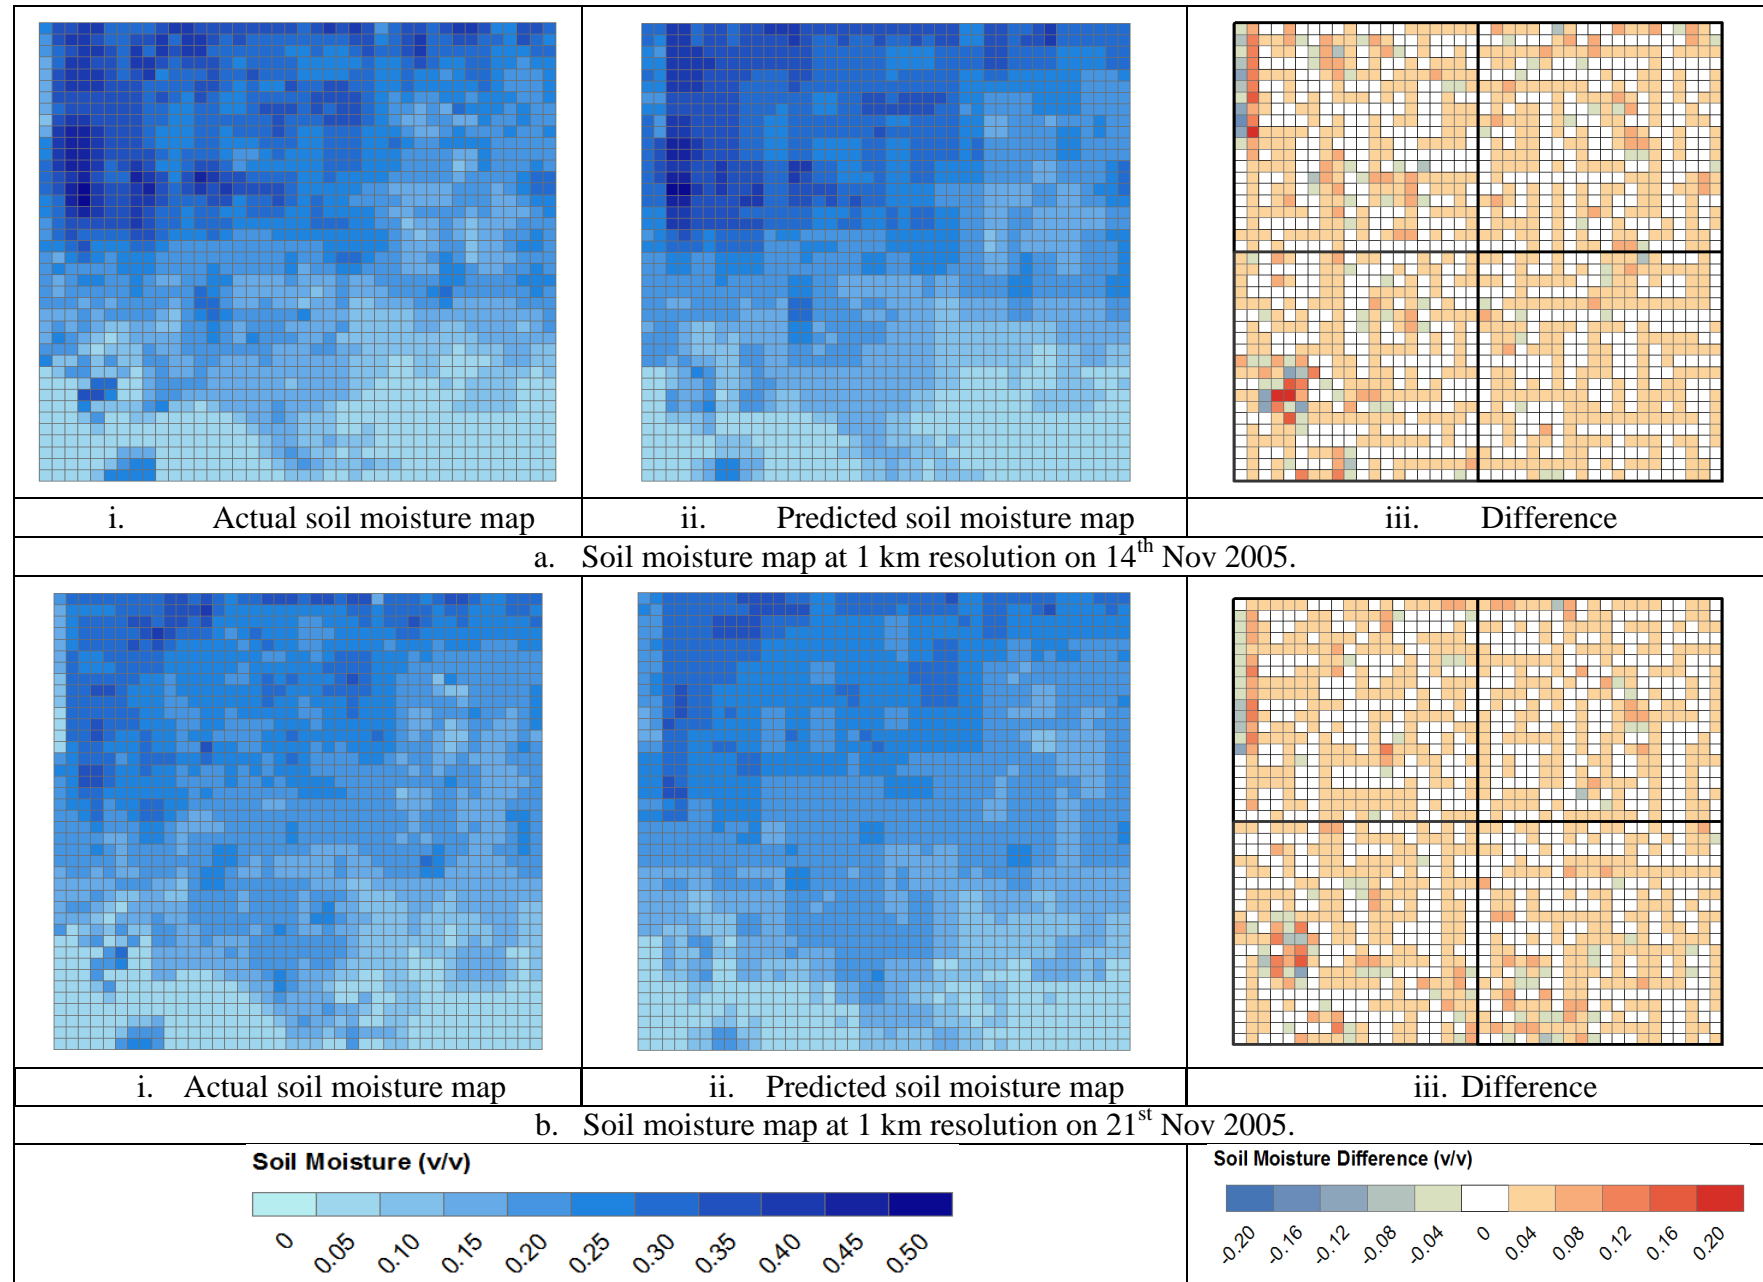 i. Actual soil moisture map
ii. Predicted soil moisture map
iii. Difference
a. Soil moisture map at 1 km resolution on 14th Nov 2005.
i. Actual soil moisture map
ii. Predicted soil moisture map
iii. Difference
b. Soil moisture map at 1 km resolution on 21st Nov 2005.
Soil Moisture (v/v)
0 0.05 0.10 0.15 0.20 0.25 0.30 0.35 0.40 0.45 0.50
Soil Moisture Difference (v/v)
-0.20 -0.16 -0.12 -0.08 -0.04 0 0.04 0.08 0.12 0.16 0.20